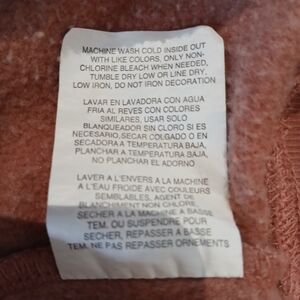 MACHINE WASH COLD INSIDE OUT
WITH LIKE COLORS, ONLY NON-
CHLORINE BLEACH WHEN NEEDED,
TUMBLE DRY LOW OR LINE DRY,
LOW IRON, DO NOT IRON DECORATION
LAVAR EN LAVADORA CON AGUA
FRIA AL REVES CON COLORES
SIMILARES, USAR SOLO
BLANQUEADOR SIN CLORO SI ES
NECESARIO,SECAR COLGADO O EN
SECADORA A TEMPERATURA BAJA,
PLANCHAR A TEMPERATURA BAJA,
NO PLANCHAR EL ADORNO
LAVER A L'ENVERS A LA MACHINE
A L'EAU FROIDE AVEC COULEURS
SEMBLABLES, AGENT DE
BLANCHIMENT NON CHLORE,
SECHER A LA MACHINE A BASSE
TEM. OU SUSPENDRE POUR
SECHER, REPASSER A BASSE
TEM. NE PAS REPASSER ORNEMENTS